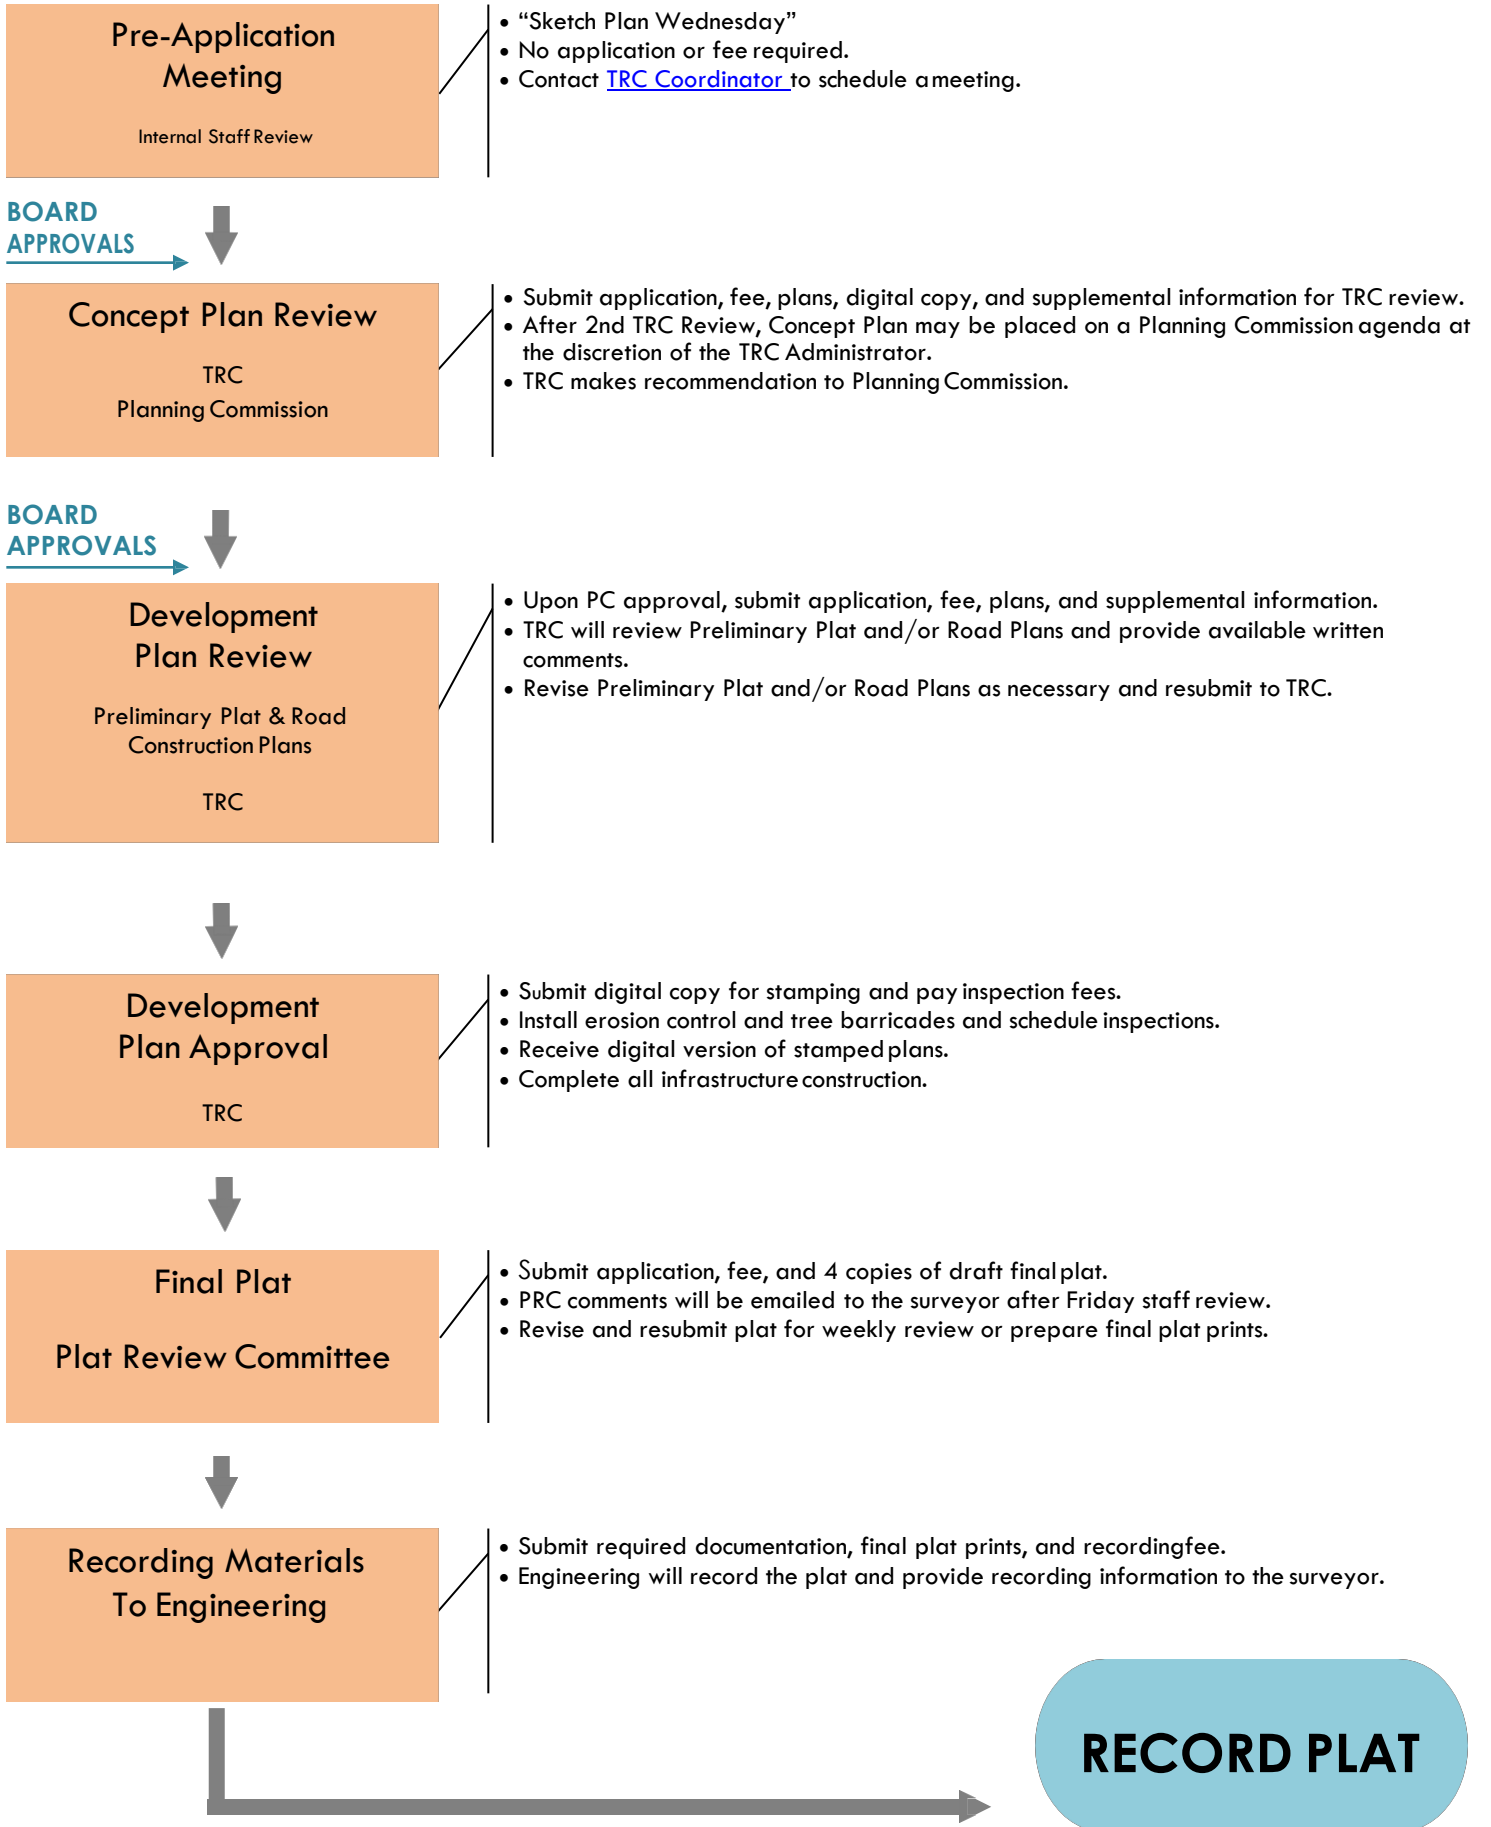 Pre-Application
Meeting
Internal Staff Review
• “Sketch Plan Wednesday”
• No application or fee required.
• Contact TRC Coordinator to schedule a meeting.
BOARD
APPROVALS
Concept Plan Review
TRC
Planning Commission
• Submit application, fee, plans, digital copy, and supplemental information for TRC review.
• After 2nd TRC Review, Concept Plan may be placed on a Planning Commission agenda at
the discretion of the TRC Administrator.
• TRC makes recommendation to Planning Commission.
BOARD
APPROVALS
Development
Plan Review
Preliminary Plat & Road
Construction Plans
TRC
• Upon PC approval, submit application, fee, plans, and supplemental information.
• TRC will review Preliminary Plat and/or Road Plans and provide available written
comments.
• Revise Preliminary Plat and/or Road Plans as necessary and resubmit to TRC.
Development
Plan Approval
TRC
• Submit digital copy for stamping and pay inspection fees.
• Install erosion control and tree barricades and schedule inspections.
• Receive digital version of stamped plans.
• Complete all infrastructure construction.
Final Plat
Plat Review Committee
• Submit application, fee, and 4 copies of draft final plat.
• PRC comments will be emailed to the surveyor after Friday staff review.
• Revise and resubmit plat for weekly review or prepare final plat prints.
Recording Materials
To Engineering
• Submit required documentation, final plat prints, and recordingfee.
• Engineering will record the plat and provide recording information to the surveyor.
RECORD PLAT